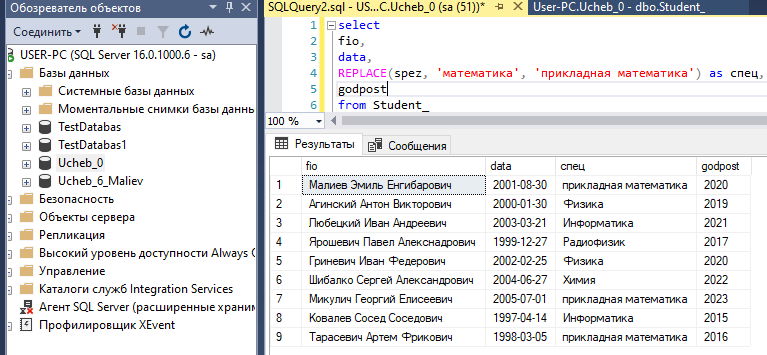 Обозреватель объектов
Соединить
USER-PC (SQL Server 16.0.1000.6 - sa)
Базы данных
Системные базы данных
Моментальные снимки базы данны
TestDatabas
TestDatabas1
Ucheb_0
Ucheb_6_Maliev
Безопасность
Объекты сервера
Репликация
Высокий уровень доступности Always C
Управление
Каталоги служб Integration Services
Агент SQL Server (расширенные храним
Профилировщик XEvent
SQLQuery2.sql - US...C.Ucheb_0 (sa (51))* User-PC.Ucheb_0 - dbo.Student_
1 select
2 fio,
3 data,
4 REPLACE(spez, 'математика', 'прикладная математика') as спец,
5 godpost
6 from Student_
100 %
Результаты Сообщения
fio data спец godpost
1 Малиев Эмиль Енгибарович 2001-08-30 прикладная математика 2020
2 Агинский Антон Викторович 2000-01-30 Физика 2019
3 Любецкий Иван Андреевич 2003-03-21 Информатика 2021
4 Ярошевич Павел Алекснадрович 1999-12-27 Радиофизик 2017
5 Гриневич Иван Федерович 2002-02-25 Физика 2020
6 Шибалко Сергей Александрович 2004-06-27 Химия 2022
7 Микулич Георгий Елисеевич 2005-07-01 прикладная математика 2023
8 Ковалев Сосед Соседович 1997-04-14 Информатика 2015
9 Тарасевич Артем Фрикович 1998-03-05 прикладная математика 2016